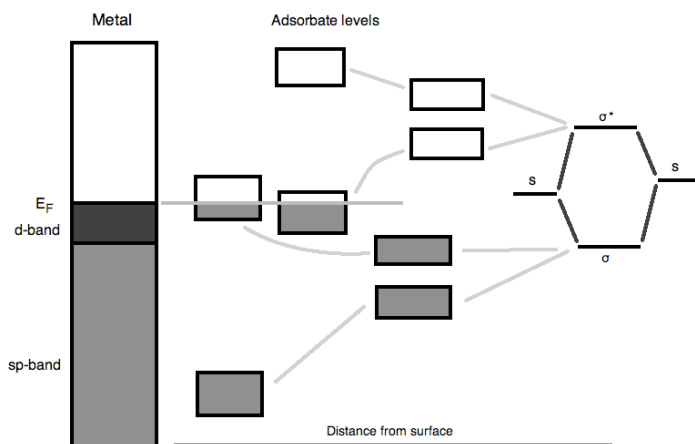 Metal
Adsorbate levels
σ*
s
s
E_F
d-band
σ
sp-band
Distance from surface